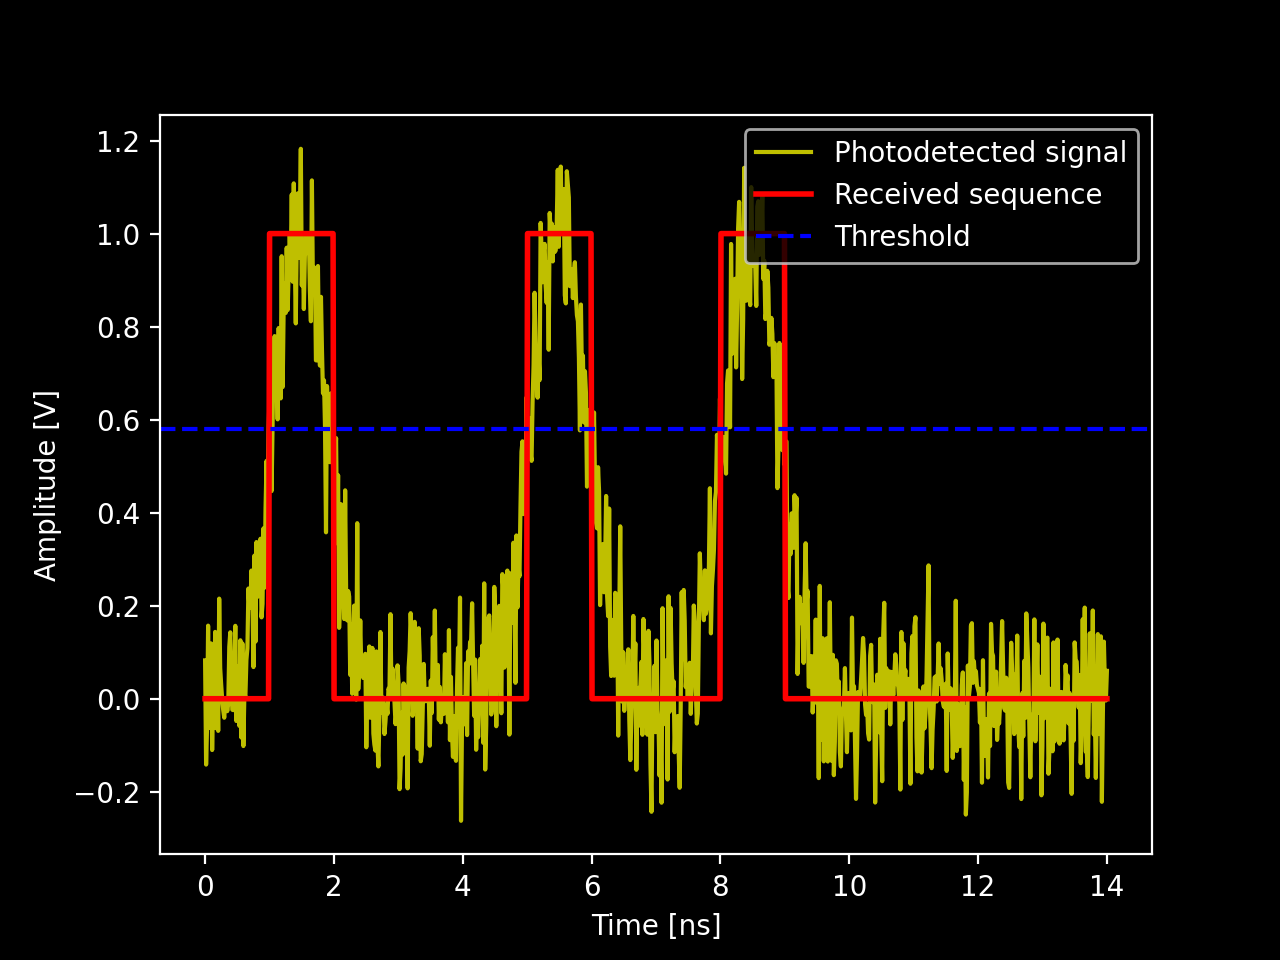 Photodetected signal
Received sequence
Threshold
1.2
1.0
0.8
0.6
0.4
0.2
0.0
−0.2
Amplitude [V]
0 2 4 6 8 10 12 14
Time [ns]